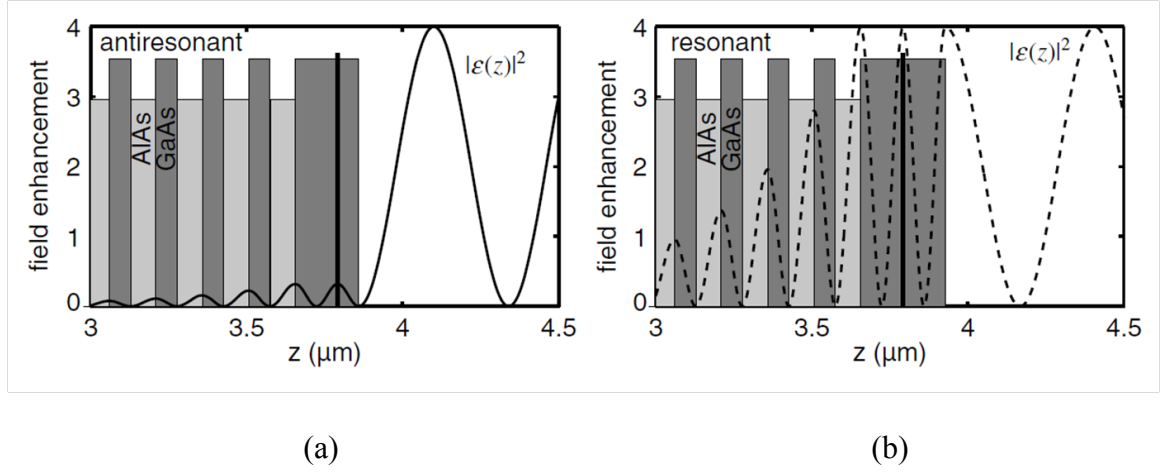 antiresonant
|ε(z)|²
AlAs
GaAs
field enhancement
0
1
2
3
4
3
3.5
4
4.5
z (μm)
(a)
resonant
|ε(z)|²
AlAs
GaAs
field enhancement
0
1
2
3
4
3
3.5
4
4.5
z (μm)
(b)